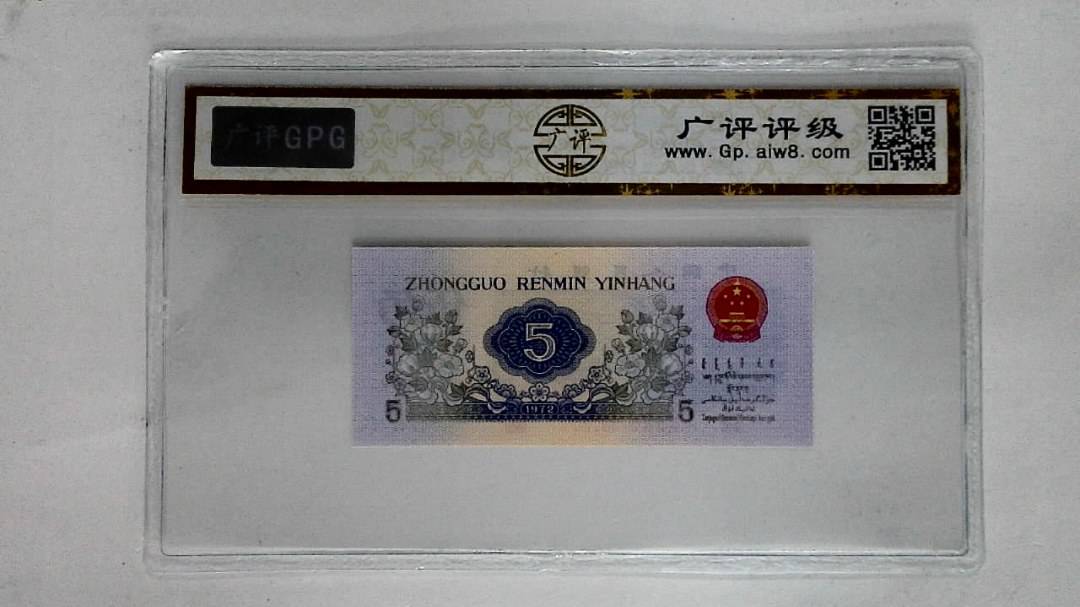 广评GPG
广评
广评评级
www.Gp.aiw8.com
ZHONGGUO RENMIN YINHANG
5
5
5
1972